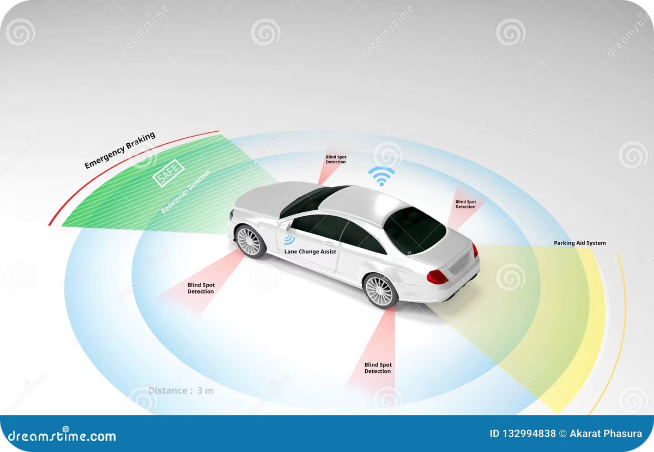 Emergency Braking
SAFE
Pedestrian Detection
Blind Spot
Detection
Blind Spot
Detection
Parking Aid System
Lane Change Assist
Blind Spot
Detection
Blind Spot
Detection
Distance : 3 m
dreamstime.com
ID 132994838 © Akarat Phasura